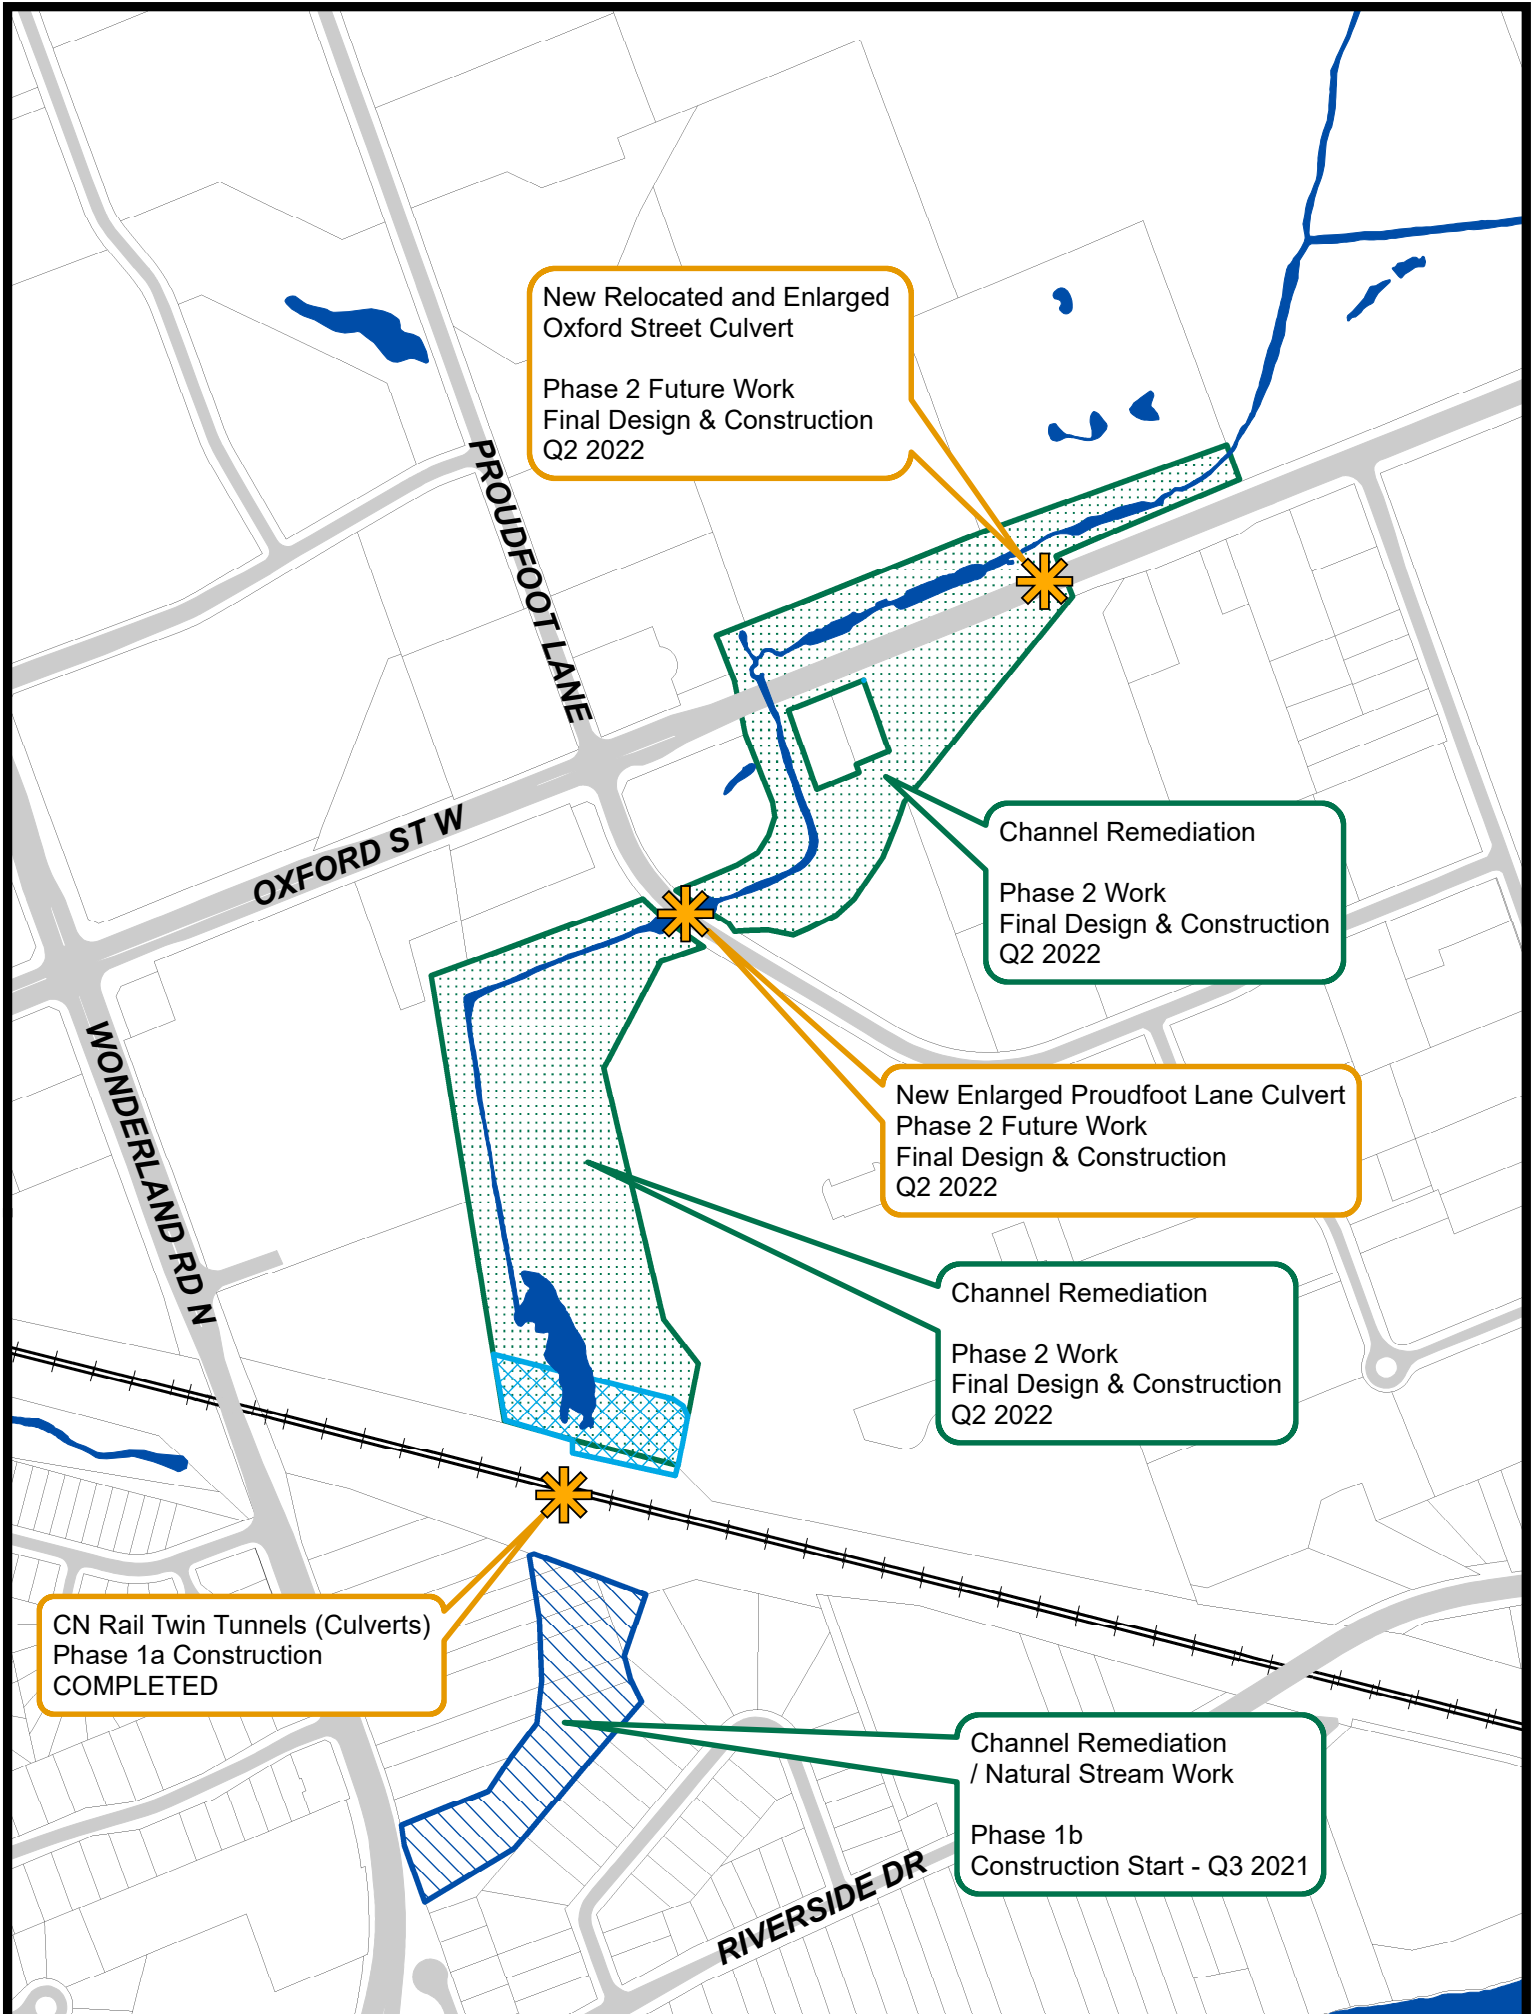 New Relocated and Enlarged
Oxford Street Culvert
Phase 2 Future Work
Final Design & Construction
Q2 2022
PROUDFOOT LANE
OXFORD ST W
Channel Remediation
Phase 2 Work
Final Design & Construction
Q2 2022
WONDERLAND RD N
New Enlarged Proudfoot Lane Culvert
Phase 2 Future Work
Final Design & Construction
Q2 2022
Channel Remediation
Phase 2 Work
Final Design & Construction
Q2 2022
CN Rail Twin Tunnels (Culverts)
Phase 1a Construction
COMPLETED
Channel Remediation
/ Natural Stream Work
Phase 1b
Construction Start - Q3 2021
RIVERSIDE DR